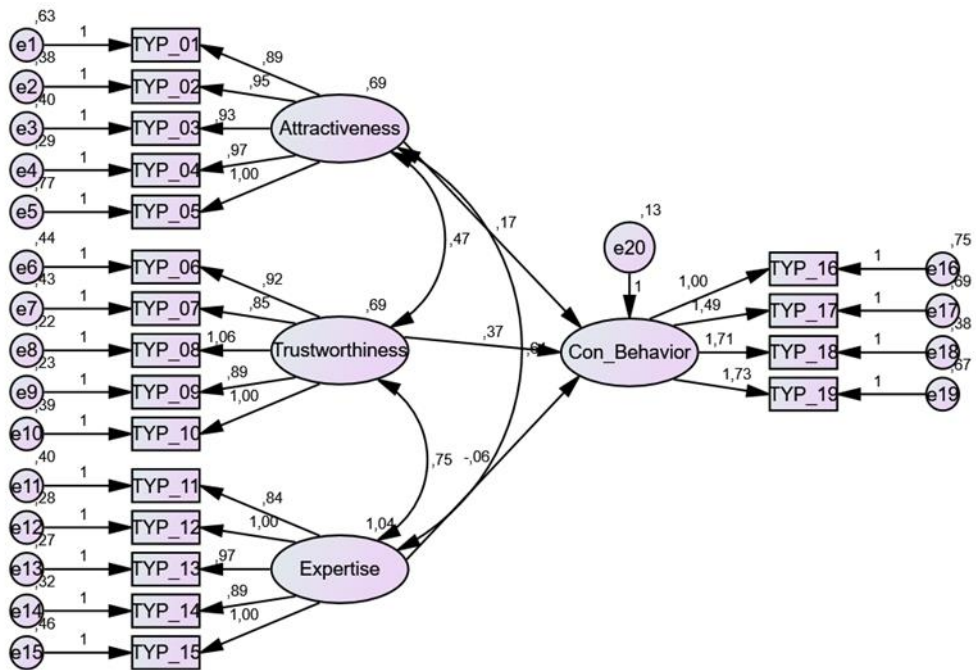 ,63
e1 1 TYP_01
,89
,38
e2 1 TYP_02
,95
,69
,40
e3 1 TYP_03
,93
Attractiveness
,29
e4 1 TYP_04
,97
,77
e5 1 TYP_05
1,00
,17
,13
e20
1
,47
,44
e6 1 TYP_06
,92
,43
e7 1 TYP_07
,85
,69
,22
e8 1 TYP_08
1,06
Trustworthiness
,37
,23
e9 1 TYP_09
,89
,39
e10 1 TYP_10
1,00
Con_Behavior
1,00
TYP_16 1 e16
,75
1,49
TYP_17 1 e17
,69
1,71
TYP_18 1 e18
,38
1,73
TYP_19 1 e19
,67
,75
-,06
,40
e11 1 TYP_11
,84
,28
e12 1 TYP_12
1,00
1,04
,27
e13 1 TYP_13
,97
Expertise
,32
e14 1 TYP_14
,89
,46
e15 1 TYP_15
1,00